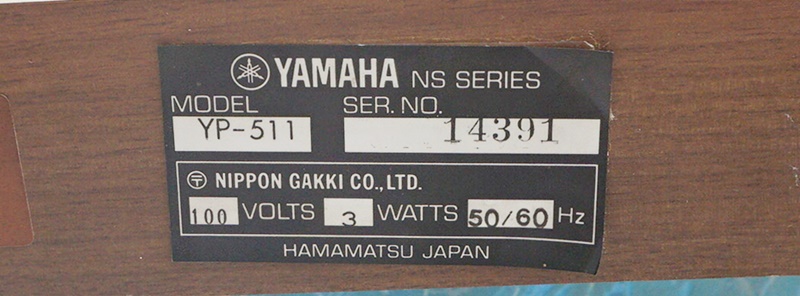 YAMAHA NS SERIES
MODEL SER. NO.
YP-511 14391
〶 NIPPON GAKKI CO., LTD.
100 VOLTS 3 WATTS 50/60 Hz
HAMAMATSU JAPAN